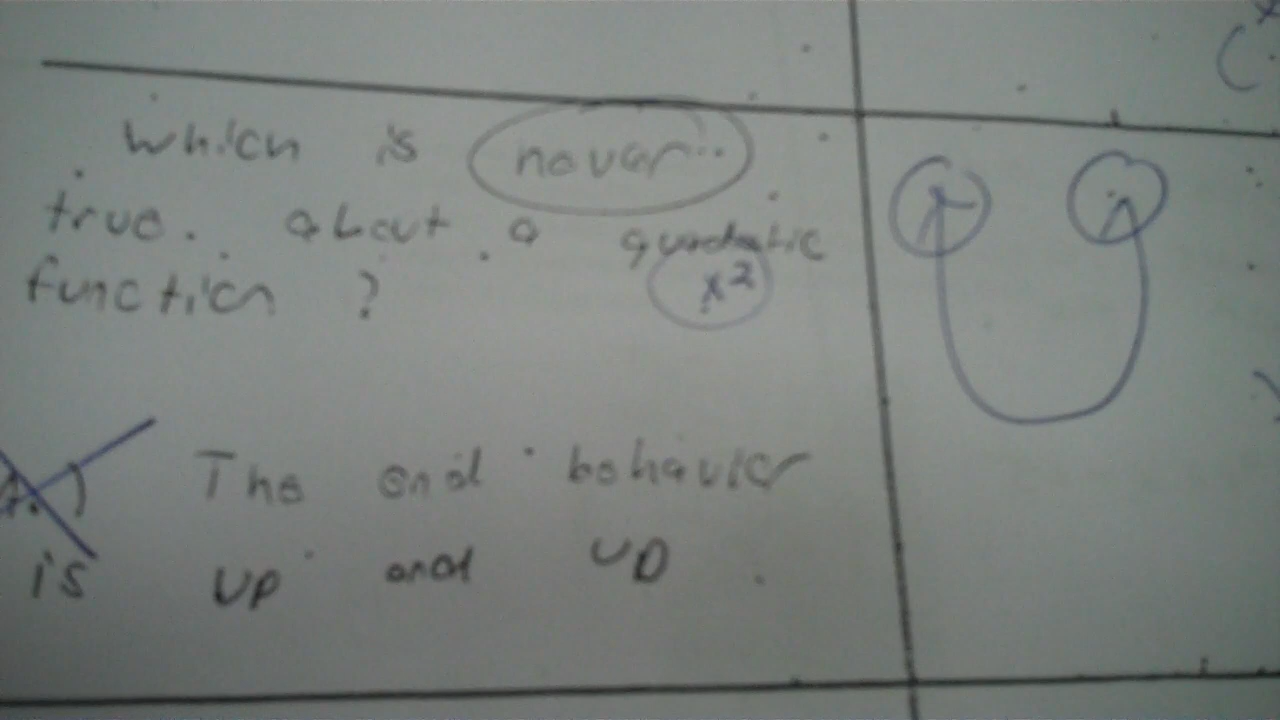 which is never..
true. about a quadratic
function ?
x²
A.) The end behavior
is up and up.